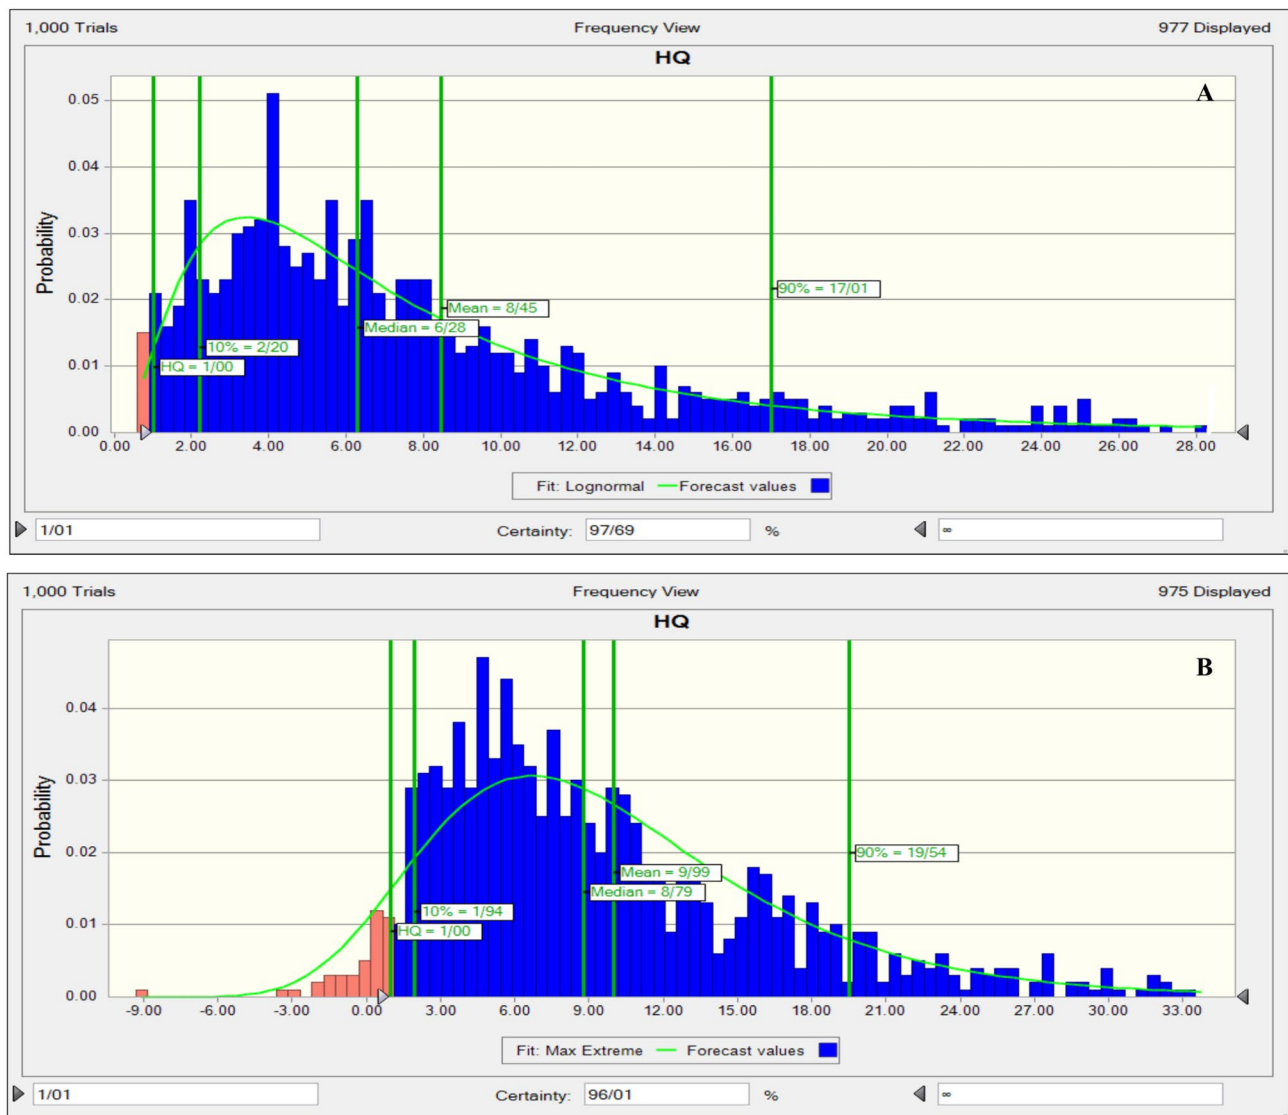 1,000 Trials Frequency View 977 Displayed
HQ
A
Probability
0.05
0.04
0.03
0.02
0.01
0.00
90% = 17/01
Mean = 8/45
Median = 6/28
10% = 2/20
HQ = 1/00
0.00 2.00 4.00 6.00 8.00 10.00 12.00 14.00 16.00 18.00 20.00 22.00 24.00 26.00 28.00
Fit: Lognormal Forecast values
1/01 Certainty: 97/69 % ∞
1,000 Trials Frequency View 975 Displayed
HQ
B
Probability
0.04
0.03
0.02
0.01
0.00
90% = 19/54
Mean = 9/99
Median = 8/79
10% = 1/94
HQ = 1/00
-9.00 -6.00 -3.00 0.00 3.00 6.00 9.00 12.00 15.00 18.00 21.00 24.00 27.00 30.00 33.00
Fit: Max Extreme Forecast values
1/01 Certainty: 96/01 % ∞